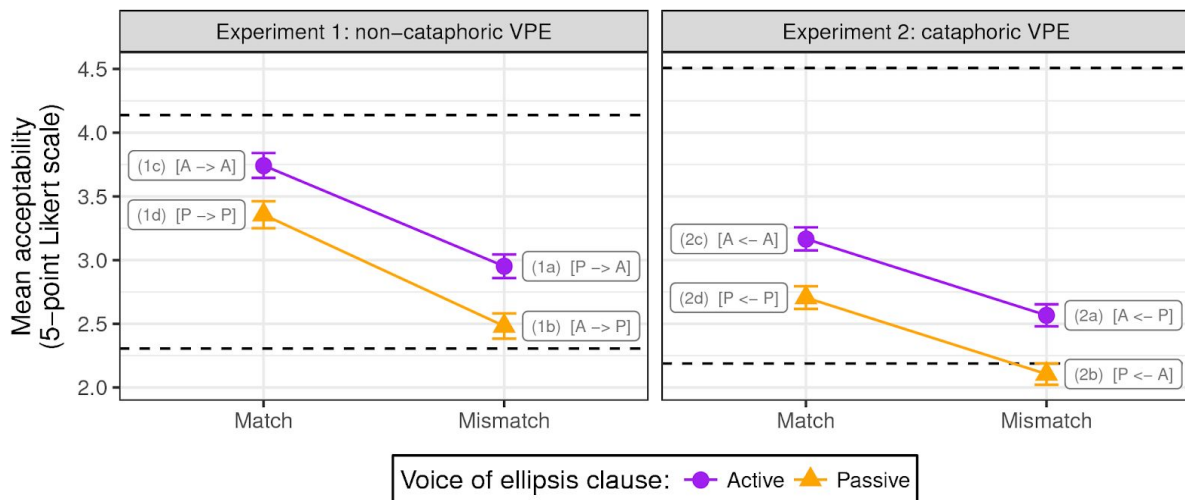 Experiment 1: non−cataphoric VPE
Experiment 2: cataphoric VPE
Mean acceptability
(5−point Likert scale)
4.5
4.0
3.5
3.0
2.5
2.0
(1c) [A −> A]
(1d) [P −> P]
(1a) [P −> A]
(1b) [A −> P]
(2c) [A <− A]
(2d) [P <− P]
(2a) [A <− P]
(2b) [P <− A]
Match
Mismatch
Match
Mismatch
Voice of ellipsis clause: Active Passive